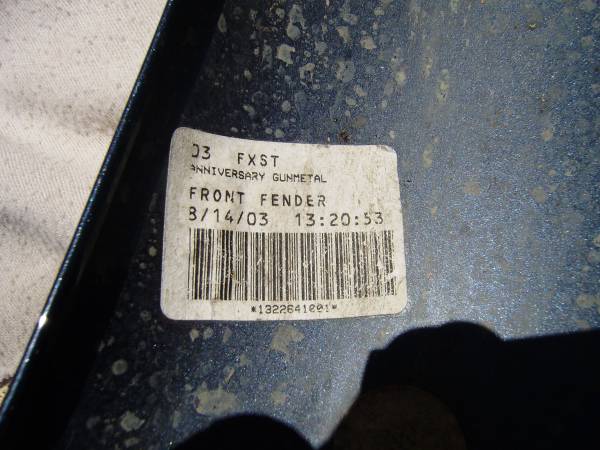 03 FXST
ANNIVERSARY GUNMETAL
FRONT FENDER
8/14/03 13:20:53
*1322641001*